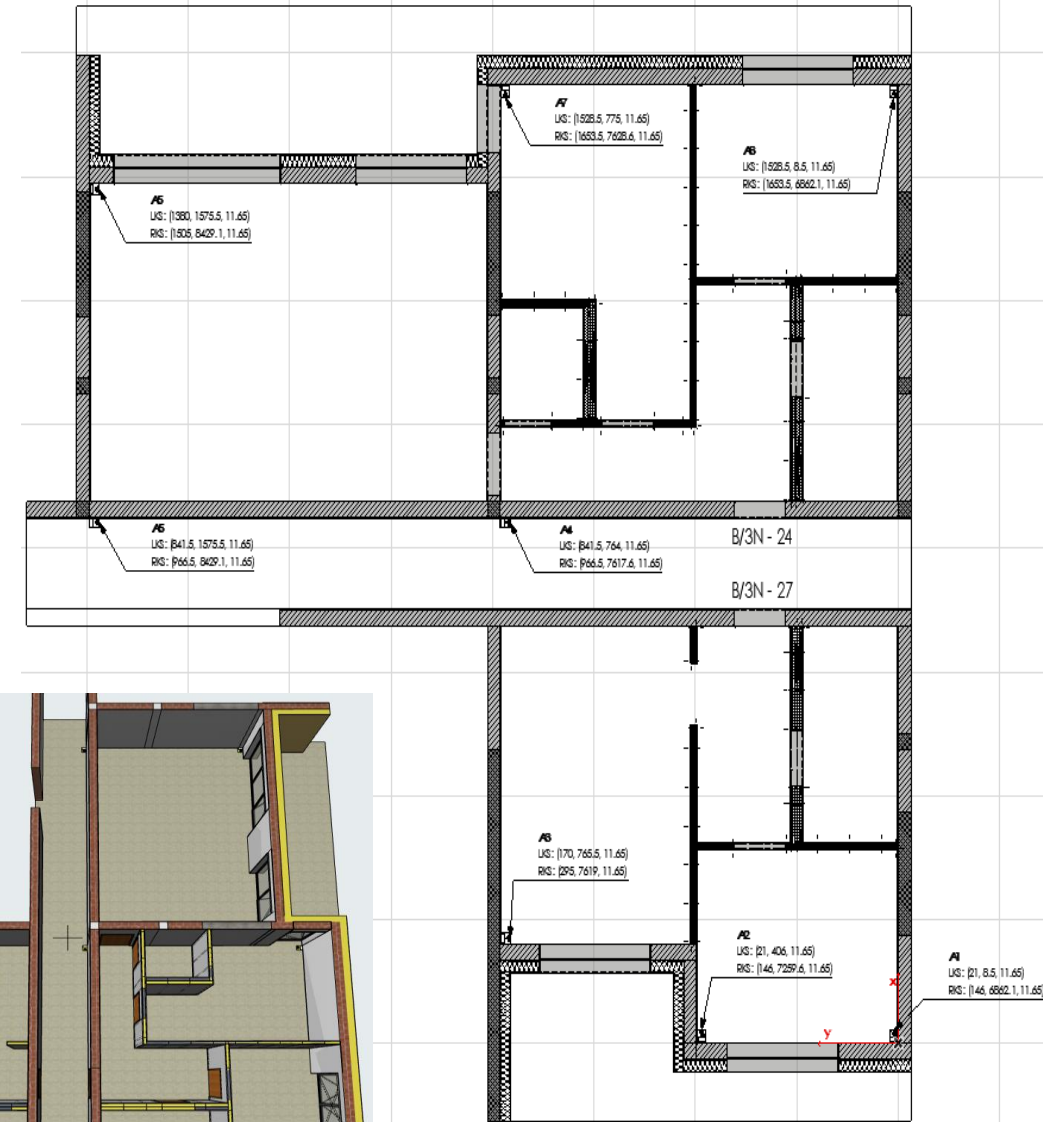 A7
LKS: (1528.5, 775, 11.65)
RKS: (1653.5, 7628.6, 11.65)
A8
LKS: (1528.5, 8.5, 11.65)
RKS: (1653.5, 6862.1, 11.65)
A6
LKS: (1380, 1575.5, 11.65)
RKS: (1505, 8429.1, 11.65)
A5
LKS: (841.5, 1575.5, 11.65)
RKS: (966.5, 8429.1, 11.65)
A4
LKS: (841.5, 764, 11.65)
RKS: (966.5, 7617.6, 11.65)
B/3N - 24
B/3N - 27
A3
LKS: (170, 765.5, 11.65)
RKS: (295, 7619, 11.65)
A2
LKS: (21, 406, 11.65)
RKS: (146, 7259.6, 11.65)
A1
LKS: (21, 8.5, 11.65)
RKS: (146, 6862.1, 11.65)
x
y